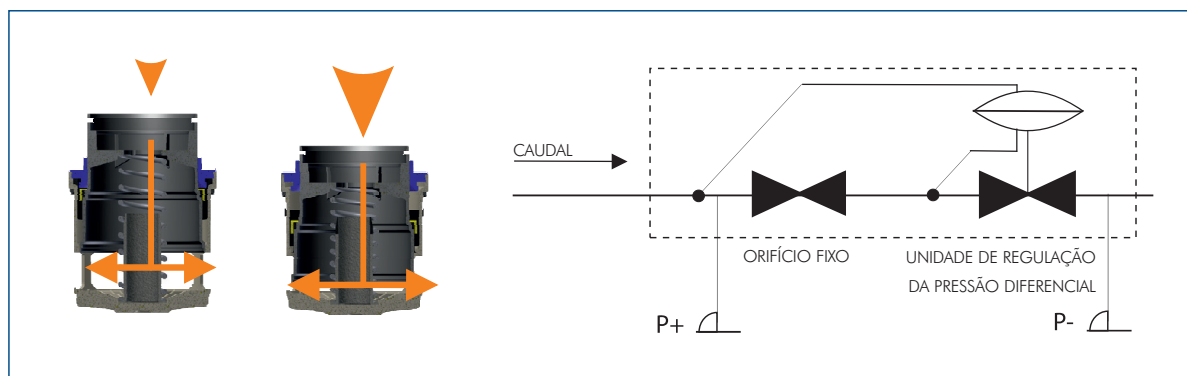 CAUDAL
ORIFÍCIO FIXO
UNIDADE DE REGULAÇÃO
DA PRESSÃO DIFERENCIAL
P+
P-